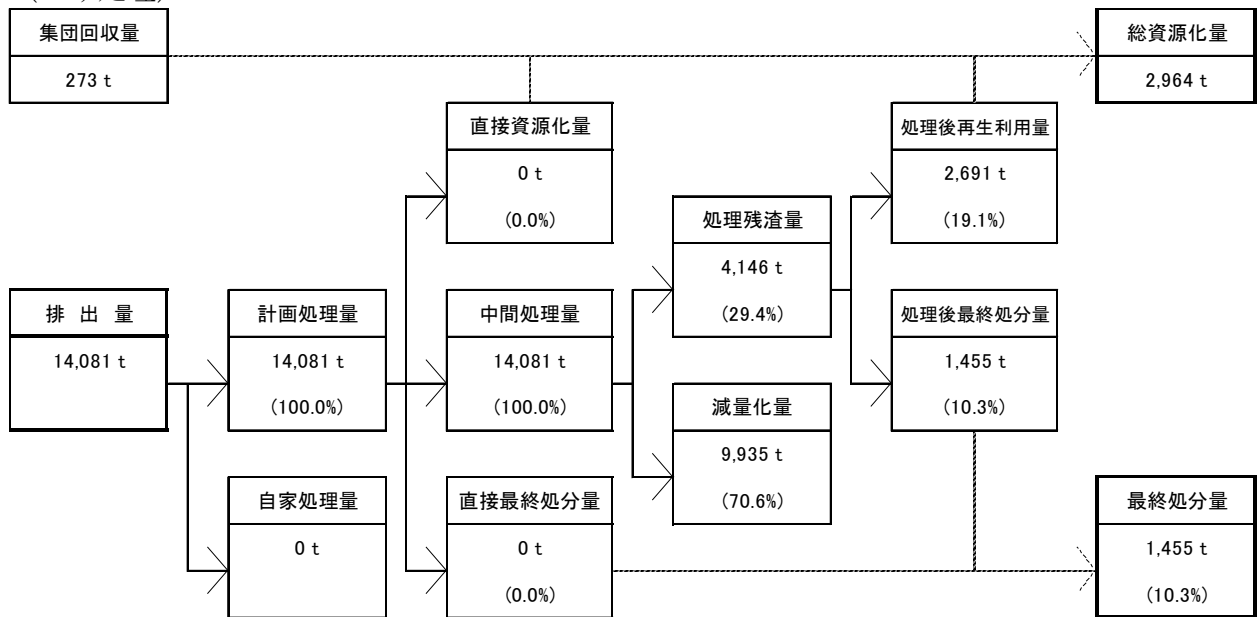 集団回収量
273 t
総資源化量
2,964 t
直接資源化量
0 t
(0.0%)
処理後再生利用量
2,691 t
(19.1%)
処理残渣量
4,146 t
(29.4%)
排 出 量
14,081 t
計画処理量
14,081 t
(100.0%)
中間処理量
14,081 t
(100.0%)
処理後最終処分量
1,455 t
(10.3%)
減量化量
9,935 t
(70.6%)
自家処理量
0 t
直接最終処分量
0 t
(0.0%)
最終処分量
1,455 t
(10.3%)